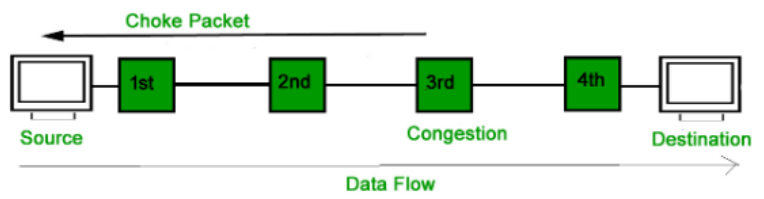 Choke Packet
1st
2nd
3rd
4th
Source
Congestion
Destination
Data Flow